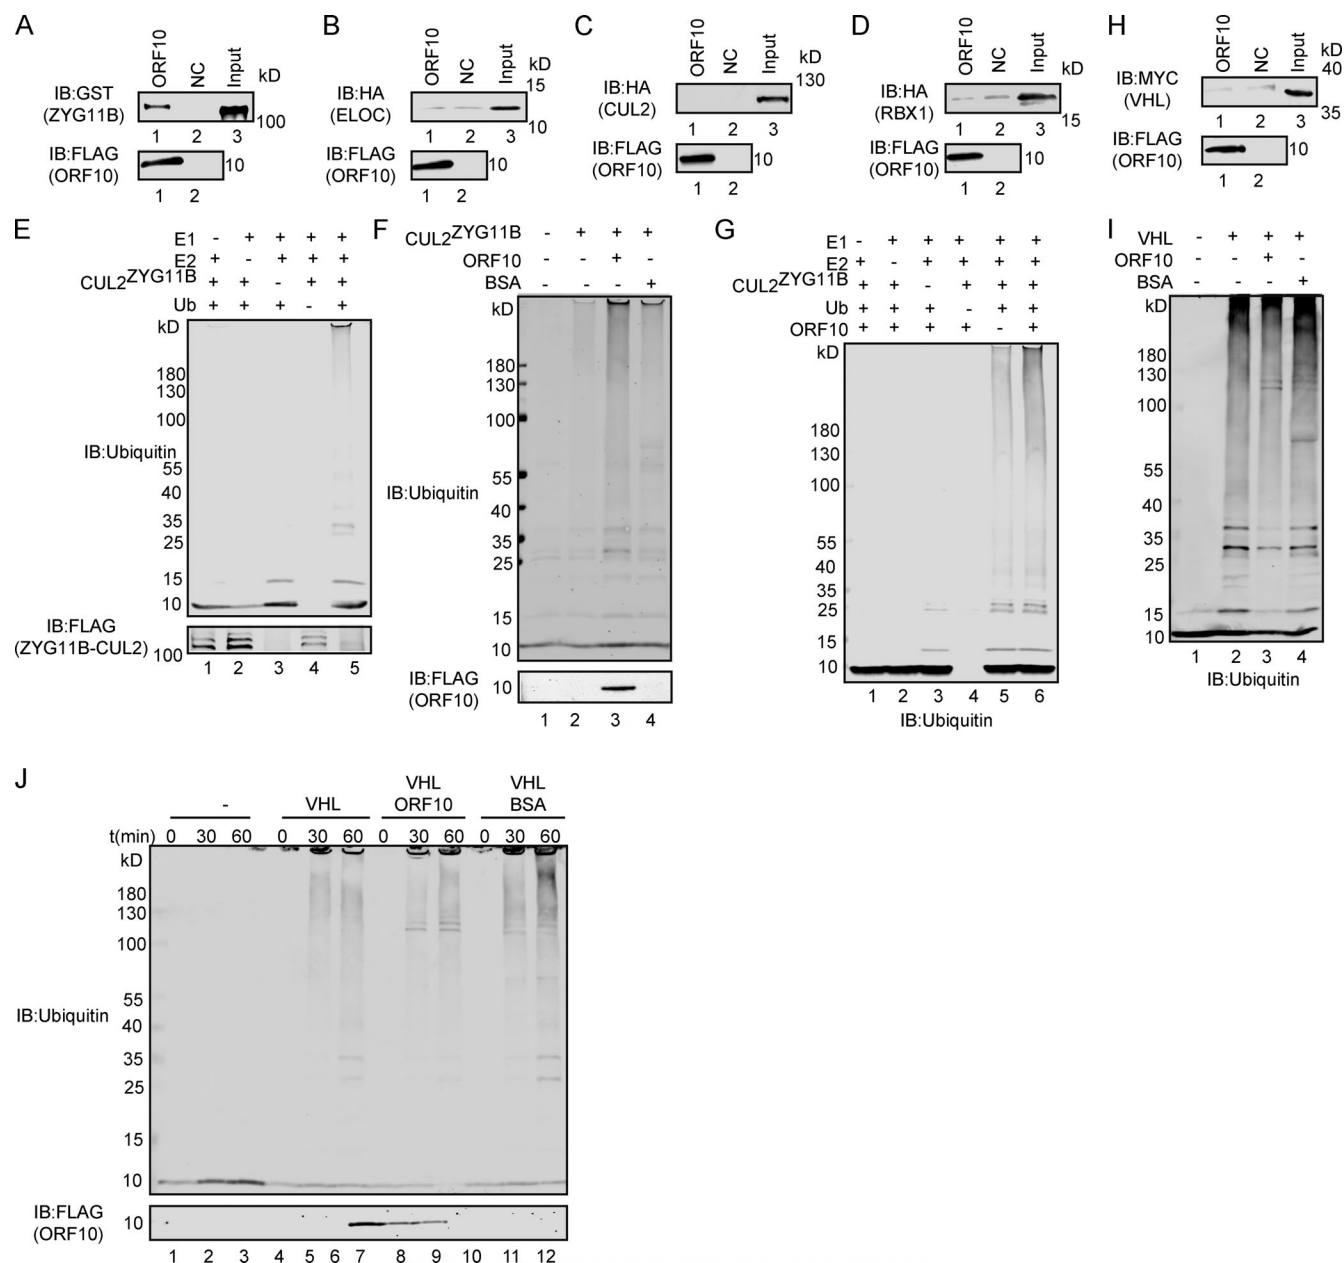 A
ORF10 NC Input
kD
IB:GST
(ZYG11B)
100
1 2 3
IB:FLAG
(ORF10)
10
1 2
B
ORF10 NC Input
kD
15
IB:HA
(ELOC)
10
1 2 3
IB:FLAG
(ORF10)
10
1 2
C
ORF10 NC Input
kD
130
IB:HA
(CUL2)
1 2 3
IB:FLAG
(ORF10)
10
1 2
D
ORF10 NC Input
kD
IB:HA
(RBX1)
15
1 2 3
IB:FLAG
(ORF10)
10
1 2
H
ORF10 NC Input
kD
40
IB:MYC
(VHL)
35
1 2 3
IB:FLAG
(ORF10)
10
1 2
E
- + + + + E1
+ - + + + E2
CUL2ZYG11B + + - + +
Ub + + + - +
kD
180
130
100
IB:Ubiquitin
55
40
35
25
15
10
IB:FLAG
(ZYG11B-CUL2)
100
1 2 3 4 5
F
CUL2ZYG11B - + + +
ORF10 - - + -
BSA - - - +
kD
180
130
100
55
IB:Ubiquitin
40
35
25
15
10
IB:FLAG
(ORF10)
10
1 2 3 4
G
E1 - + + + + +
E2 + - + + + +
CUL2ZYG11B + + - + + +
Ub + + + - + +
ORF10 + + + + - +
kD
180
130
100
55
40
35
25
15
10
1 2 3 4 5 6
IB:Ubiquitin
I
VHL - + + +
ORF10 - - + -
BSA - - - +
kD
180
130
100
55
40
35
25
15
10
1 2 3 4
IB:Ubiquitin
J
- VHL VHL ORF10 VHL BSA
t(min) 0 30 60 0 30 60 0 30 60 0 30 60
kD
180
130
100
55
IB:Ubiquitin
40
35
25
15
10
IB:FLAG
(ORF10)
10
1 2 3 4 5 6 7 8 9 10 11 12